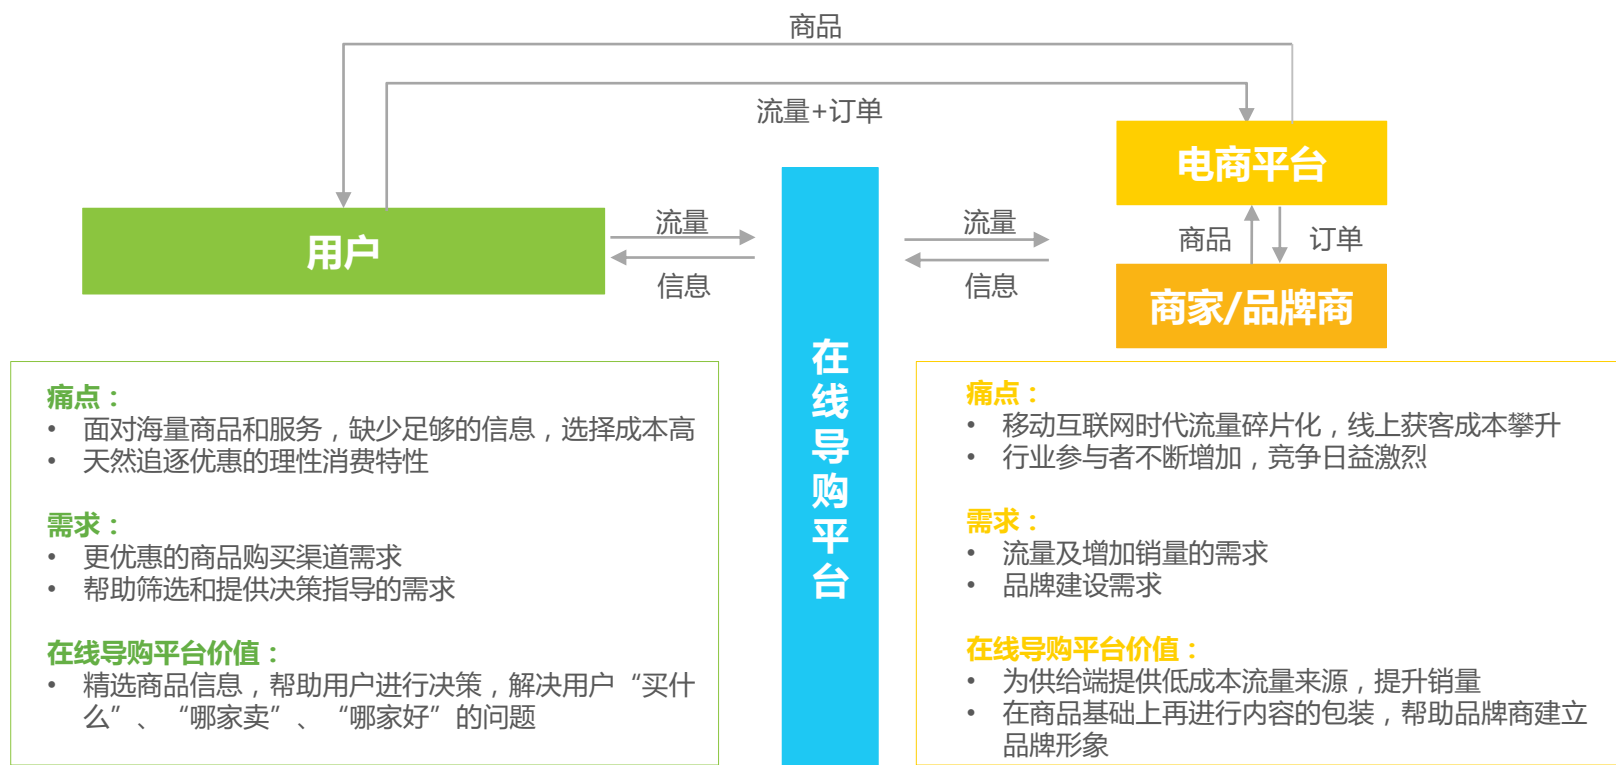 商品
流量+订单
电商平台
用户
流量
信息
流量
信息
商品
订单
商家/品牌商
在线导购平台
痛点：
• 面对海量商品和服务，缺少足够的信息，选择成本高
• 天然追逐优惠的理性消费特性
需求：
• 更优惠的商品购买渠道需求
• 帮助筛选和提供决策指导的需求
在线导购平台价值：
• 精选商品信息，帮助用户进行决策，解决用户“买什
么”、“哪家卖”、“哪家好”的问题
痛点：
• 移动互联网时代流量碎片化，线上获客成本攀升
• 行业参与者不断增加，竞争日益激烈
需求：
• 流量及增加销量的需求
• 品牌建设需求
在线导购平台价值：
• 为供给端提供低成本流量来源，提升销量
• 在商品基础上再进行内容的包装，帮助品牌商建立
品牌形象